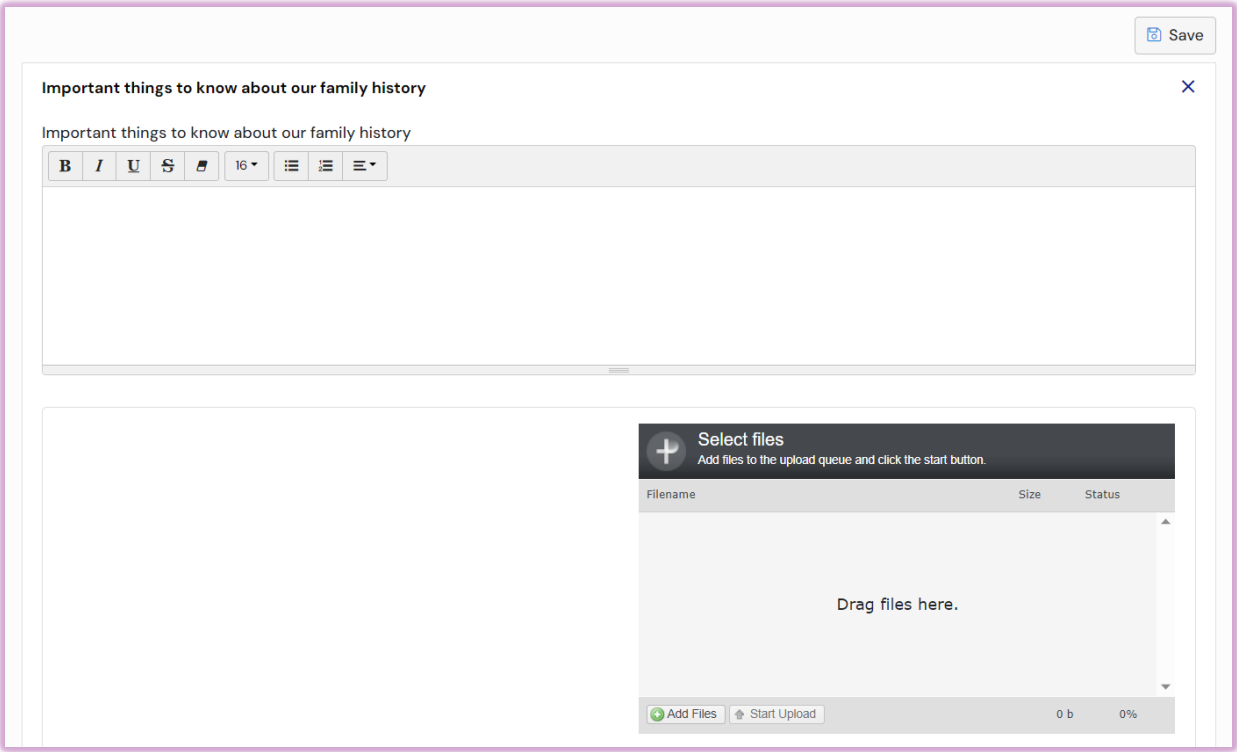 Save
Important things to know about our family history
Important things to know about our family history
B I U S 16
Select files
Add files to the upload queue and click the start button.
Filename Size Status
Drag files here.
Add Files Start Upload 0 b 0%